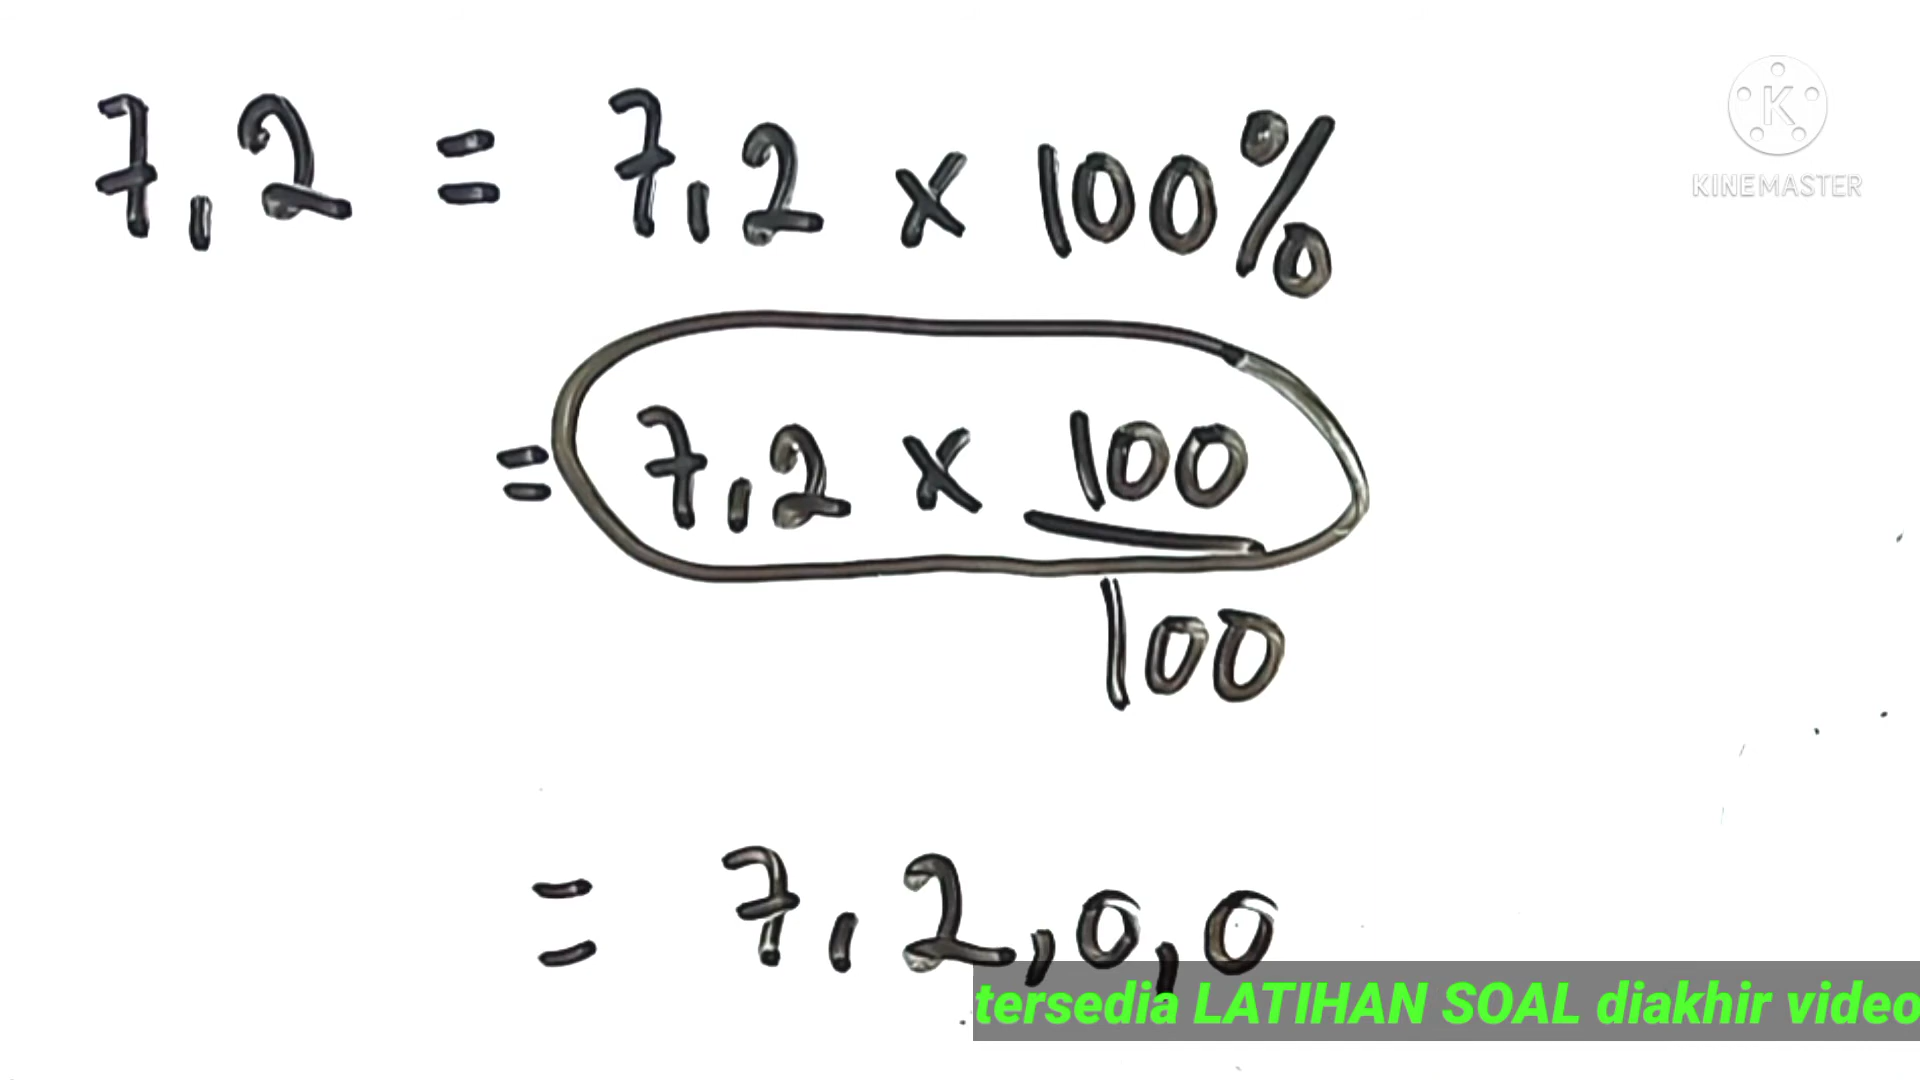 7,2 = 7,2 x 100%
KINEMASTER
= 7,2 x 100
100
= 7,2,0,0
tersedia LATIHAN SOAL diakhir video